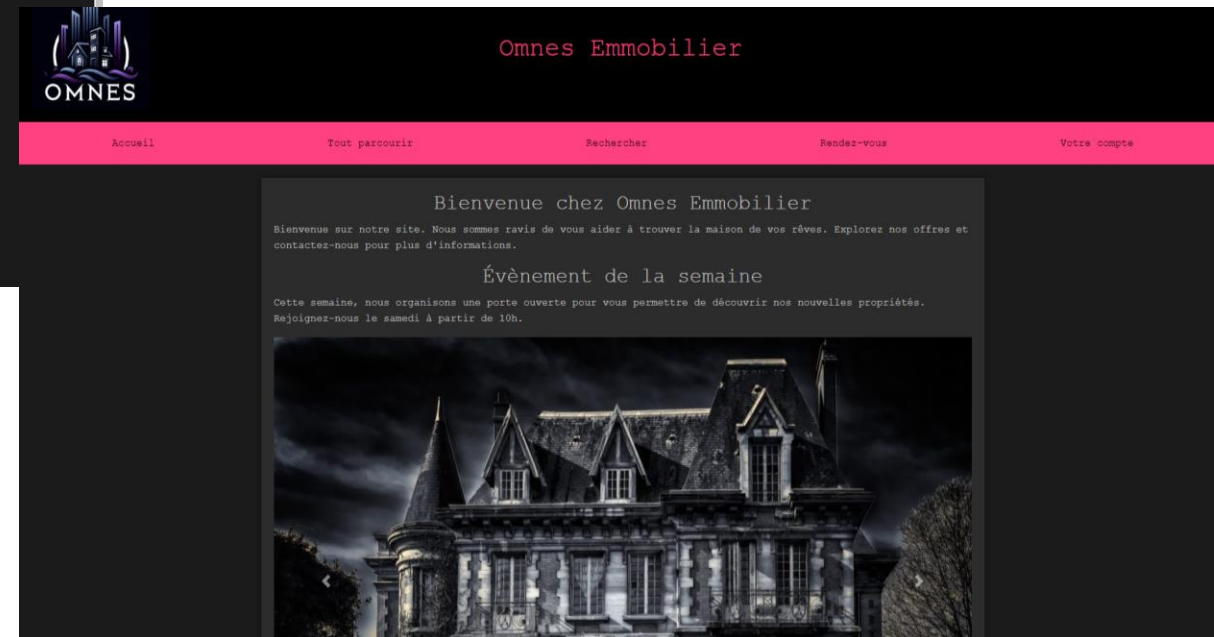 OMNES
Omnes Emmobilier
Accueil
Tout parcourir
Rechercher
Rendez-vous
Votre compte
Bienvenue chez Omnes Emmobilier
Bienvenue sur notre site. Nous sommes ravis de vous aider à trouver la maison de vos rêves. Explorez nos offres et
contactez-nous pour plus d'informations.
Évènement de la semaine
Cette semaine, nous organisons une porte ouverte pour vous permettre de découvrir nos nouvelles propriétés.
Rejoignez-nous le samedi à partir de 10h.